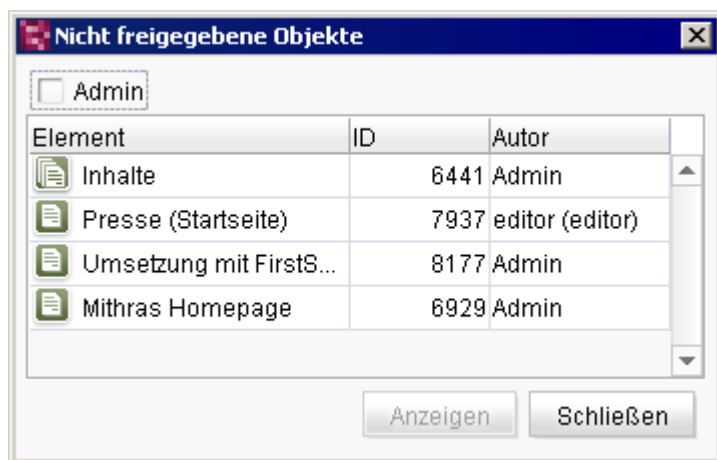 Nicht freigegebene Objekte
Admin
Element ID Autor
Inhalte 6441 Admin
Presse (Startseite) 7937 editor (editor)
Umsetzung mit FirstS... 8177 Admin
Mithras Homepage 6929 Admin
Anzeigen Schließen